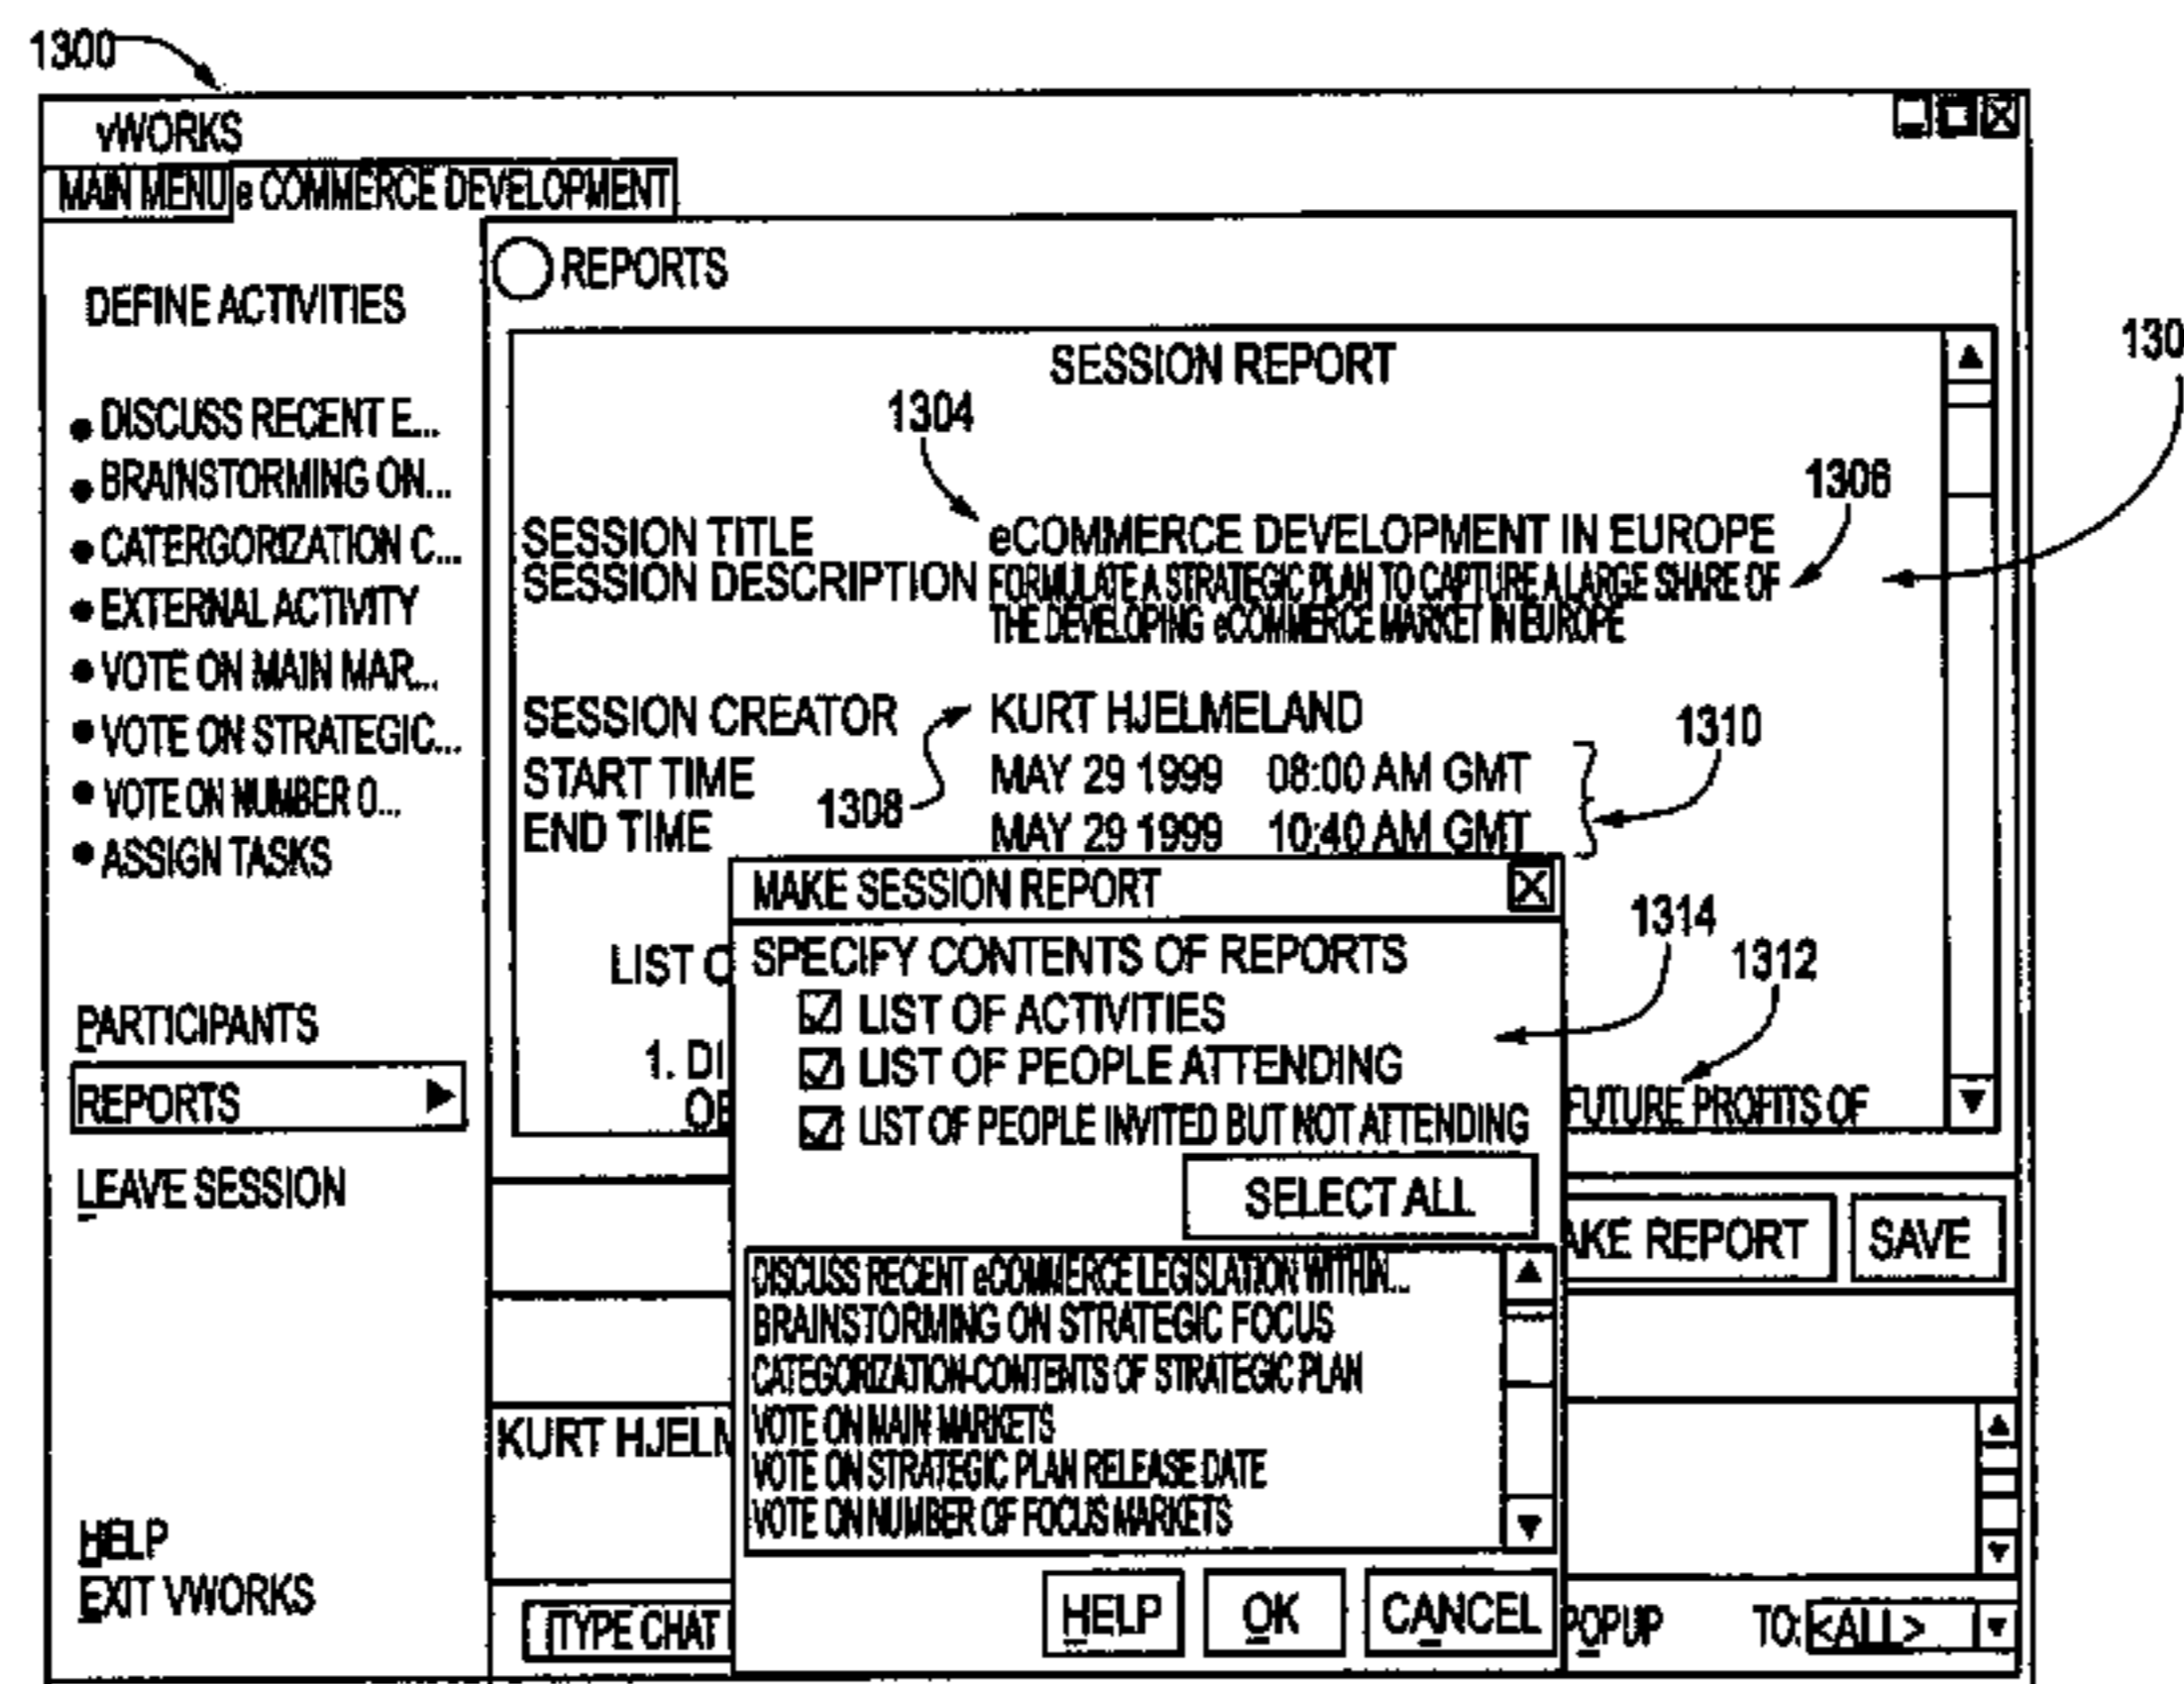 1300
vWORKS
MAIN MENU e COMMERCE DEVELOPMENT
REPORTS
DEFINE ACTIVITIES
DISCUSS RECENT E...
BRAINSTORMING ON...
CATERGORIZATION C...
EXTERNAL ACTIVITY
VOTE ON MAIN MAR...
VOTE ON STRATEGIC...
VOTE ON NUMBER O...
ASSIGN TASKS
PARTICIPANTS
REPORTS
LEAVE SESSION
HELP
EXIT VWORKS
SESSION REPORT
130
1304
1306
SESSION TITLE eCOMMERCE DEVELOPMENT IN EUROPE
SESSION DESCRIPTION FORMULATE A STRATEGIC PLAN TO CAPTURE A LARGE SHARE OF
THE DEVELOPING eCOMMERCE MARKET IN EUROPE
SESSION CREATOR KURT HJELMELAND
1310
START TIME MAY 29 1999 08:00 AM GMT
1308
END TIME MAY 29 1999 10:40 AM GMT
LIST O
1. DI
OB
FUTURE PROFITS OF
1314
1312
MAKE SESSION REPORT
SPECIFY CONTENTS OF REPORTS
LIST OF ACTIVITIES
LIST OF PEOPLE ATTENDING
LIST OF PEOPLE INVITED BUT NOT ATTENDING
SELECT ALL
DISCUSS RECENT eCOMMERCE LEGISLATION WITHIN...
BRAINSTORMING ON STRATEGIC FOCUS
CATEGORIZATION-CONTENTS OF STRATEGIC PLAN
VOTE ON MAIN MARKETS
VOTE ON STRATEGIC PLAN RELEASE DATE
VOTE ON NUMBER OF FOCUS MARKETS
HELP OK CANCEL
AKE REPORT SAVE
KURT HJELM
TYPE CHAT
POPUP TO: <ALL>